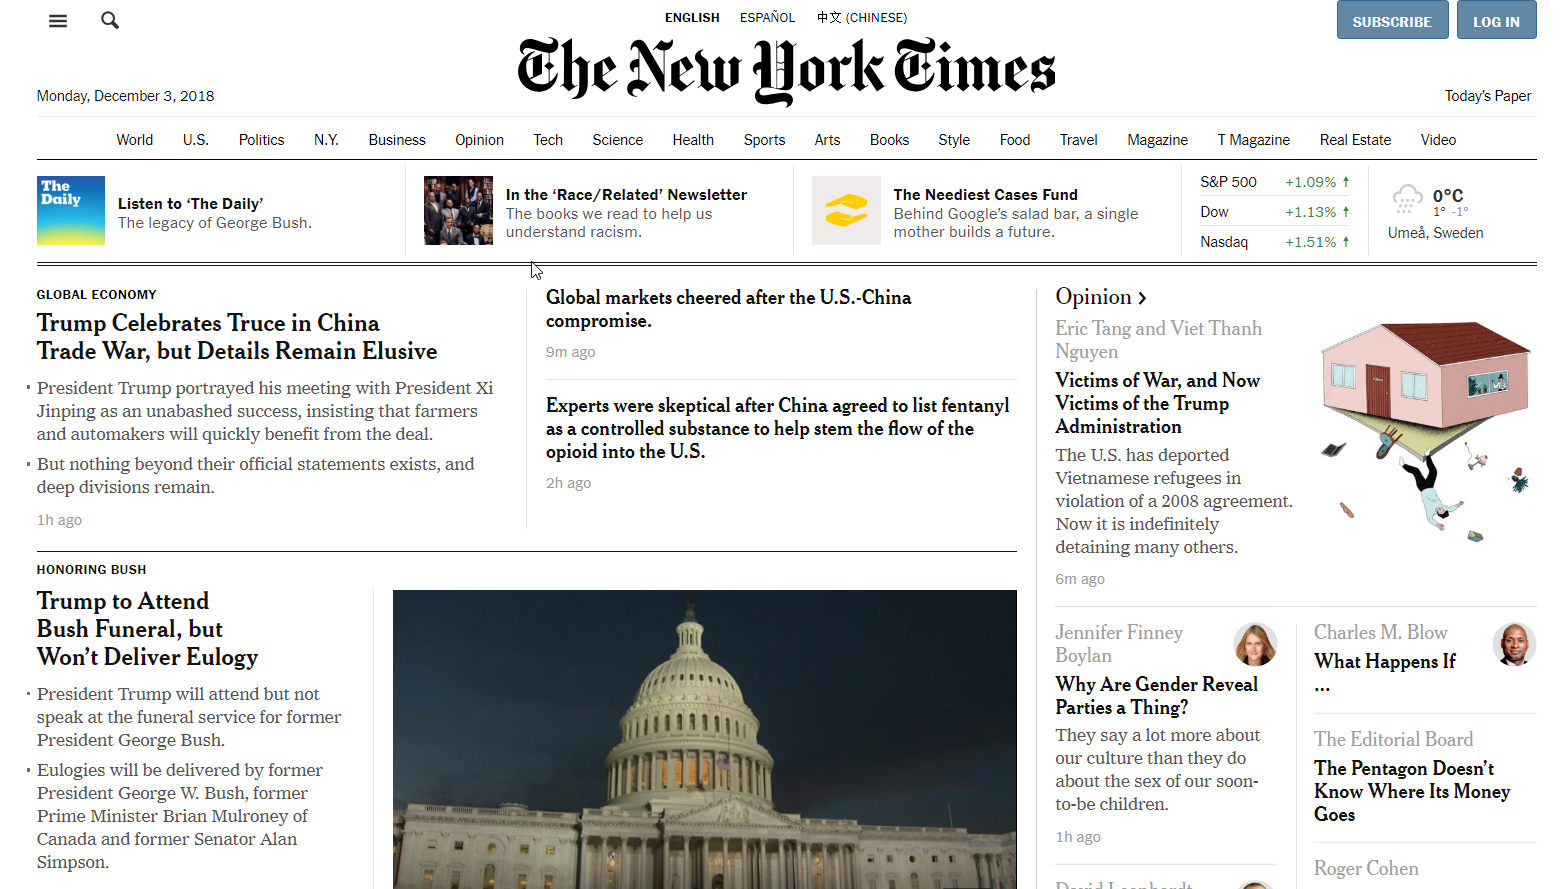 ENGLISH ESPAÑOL 中文 (CHINESE)
SUBSCRIBE LOG IN
The New York Times
Monday, December 3, 2018
Today's Paper
World U.S. Politics N.Y. Business Opinion Tech Science Health Sports Arts Books Style Food Travel Magazine T Magazine Real Estate Video
The
Daily
Listen to ‘The Daily’
The legacy of George Bush.
In the ‘Race/Related’ Newsletter
The books we read to help us
understand racism.
The Neediest Cases Fund
Behind Google’s salad bar, a single
mother builds a future.
S&P 500 +1.09%
Dow +1.13%
Nasdaq +1.51%
0°C
1° -1°
Umeå, Sweden
GLOBAL ECONOMY
Trump Celebrates Truce in China
Trade War, but Details Remain Elusive
President Trump portrayed his meeting with President Xi
Jinping as an unabashed success, insisting that farmers
and automakers will quickly benefit from the deal.
But nothing beyond their official statements exists, and
deep divisions remain.
1h ago
Global markets cheered after the U.S.-China
compromise.
9m ago
Experts were skeptical after China agreed to list fentanyl
as a controlled substance to help stem the flow of the
opioid into the U.S.
2h ago
HONORING BUSH
Trump to Attend
Bush Funeral, but
Won’t Deliver Eulogy
President Trump will attend but not
speak at the funeral service for former
President George Bush.
Eulogies will be delivered by former
President George W. Bush, former
Prime Minister Brian Mulroney of
Canada and former Senator Alan
Simpson.
Opinion
Eric Tang and Viet Thanh
Nguyen
Victims of War, and Now
Victims of the Trump
Administration
The U.S. has deported
Vietnamese refugees in
violation of a 2008 agreement.
Now it is indefinitely
detaining many others.
6m ago
Jennifer Finney
Boylan
Why Are Gender Reveal
Parties a Thing?
They say a lot more about
our culture than they do
about the sex of our soon-
to-be children.
1h ago
Charles M. Blow
What Happens If
...
The Editorial Board
The Pentagon Doesn’t
Know Where Its Money
Goes
Roger Cohen